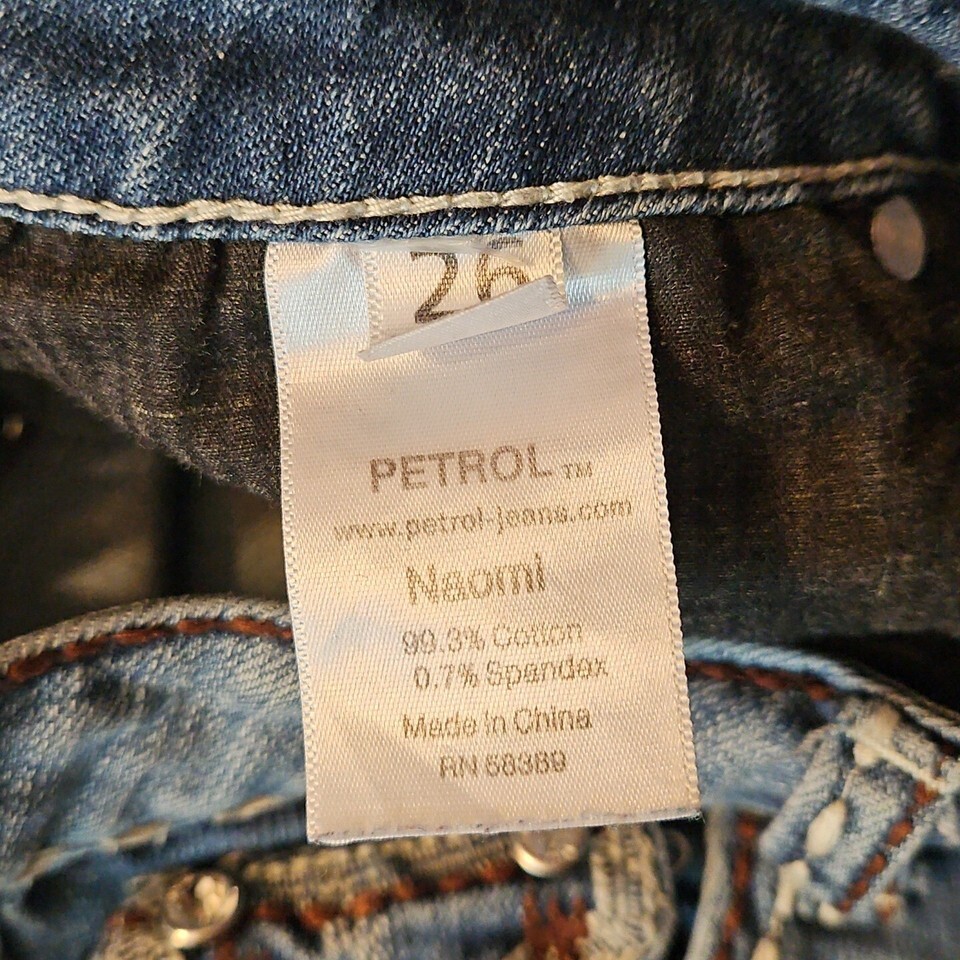 26
PETROL TM
www.petrol-jeans.com
Naomi
99.3% Cotton
0.7% Spandex
Made in China
RN 58389